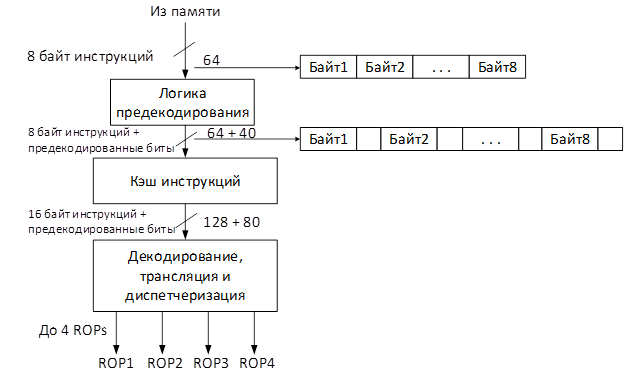 Из памяти
8 байт инструкций
64
Байт1 Байт2 . . . Байт8
Логика
предекодирования
8 байт инструкций +
предекодированные биты
64 + 40
Байт1 Байт2 . . . Байт8
Кэш инструкций
16 байт инструкций +
предекодированные биты
128 + 80
Декодирование,
трансляция и
диспетчеризация
До 4 ROPs
ROP1 ROP2 ROP3 ROP4